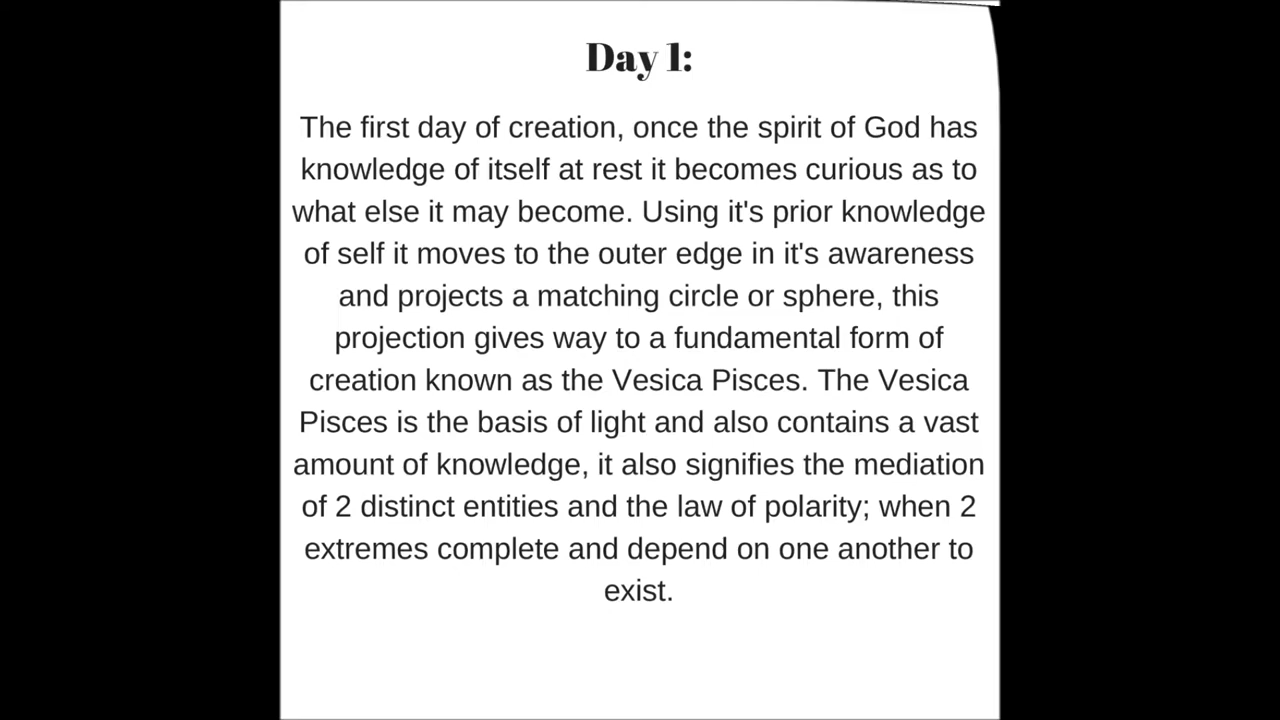 Day 1:
The first day of creation, once the spirit of God has
knowledge of itself at rest it becomes curious as to
what else it may become. Using it's prior knowledge
of self it moves to the outer edge in it's awareness
and projects a matching circle or sphere, this
projection gives way to a fundamental form of
creation known as the Vesica Pisces. The Vesica
Pisces is the basis of light and also contains a vast
amount of knowledge, it also signifies the mediation
of 2 distinct entities and the law of polarity; when 2
extremes complete and depend on one another to
exist.